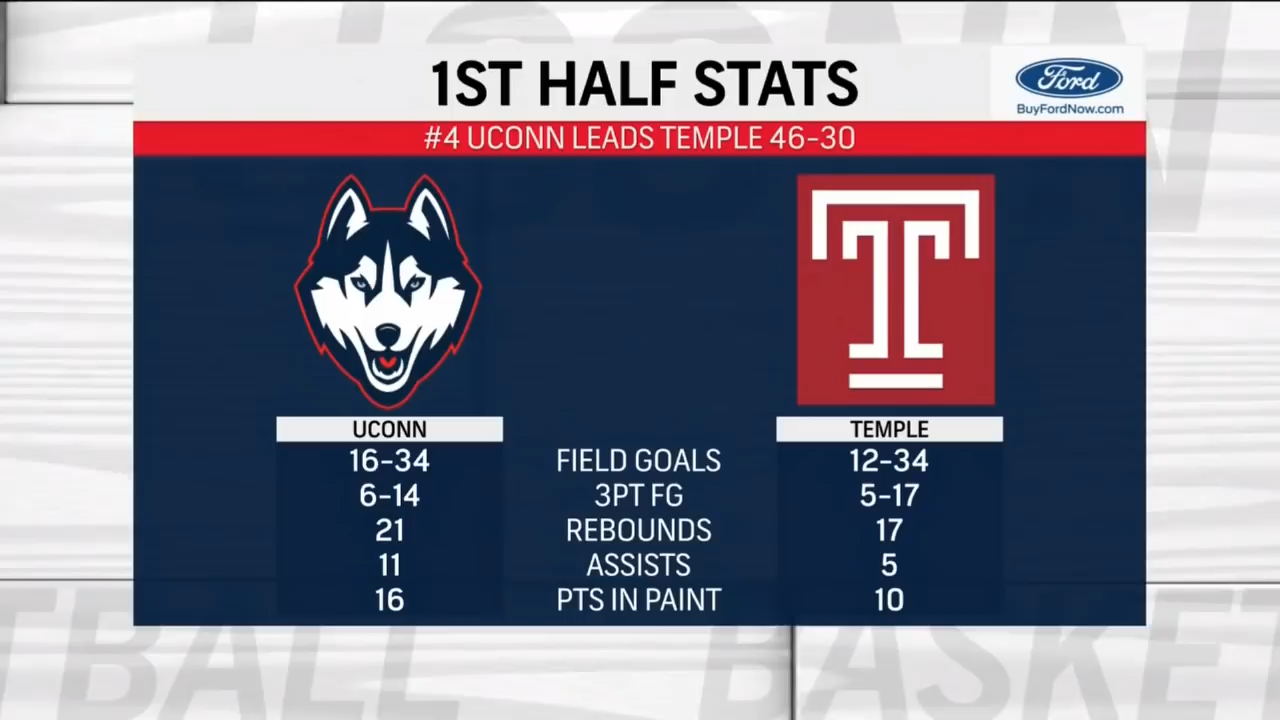 1ST HALF STATS
Ford
BuyFordNow.com
#4 UCONN LEADS TEMPLE 46-30
T
UCONN TEMPLE
16-34 FIELD GOALS 12-34
6-14 3PT FG 5-17
21 REBOUNDS 17
11 ASSISTS 5
16 PTS IN PAINT 10